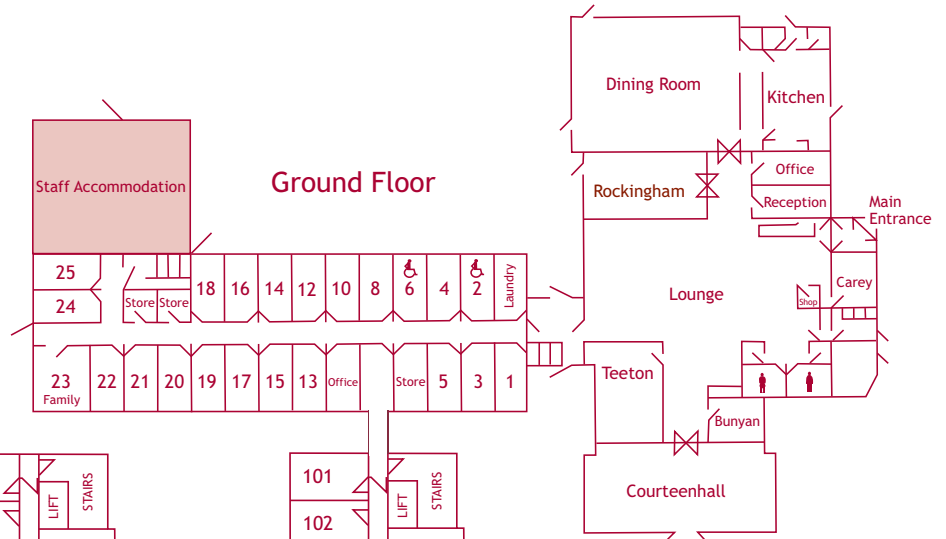 Dining Room
Kitchen
Ground Floor
Staff Accommodation
Office
Rockingham
Reception
Main
Entrance
25
24
Store
Store
18
16
14
12
10
8
6
4
2
Laundry
Lounge
Carey
Shop
23
Family
22
21
20
19
17
15
13
Office
Store
5
3
1
Teeton
Bunyan
LIFT
STAIRS
101
102
LIFT
STAIRS
Courteenhall